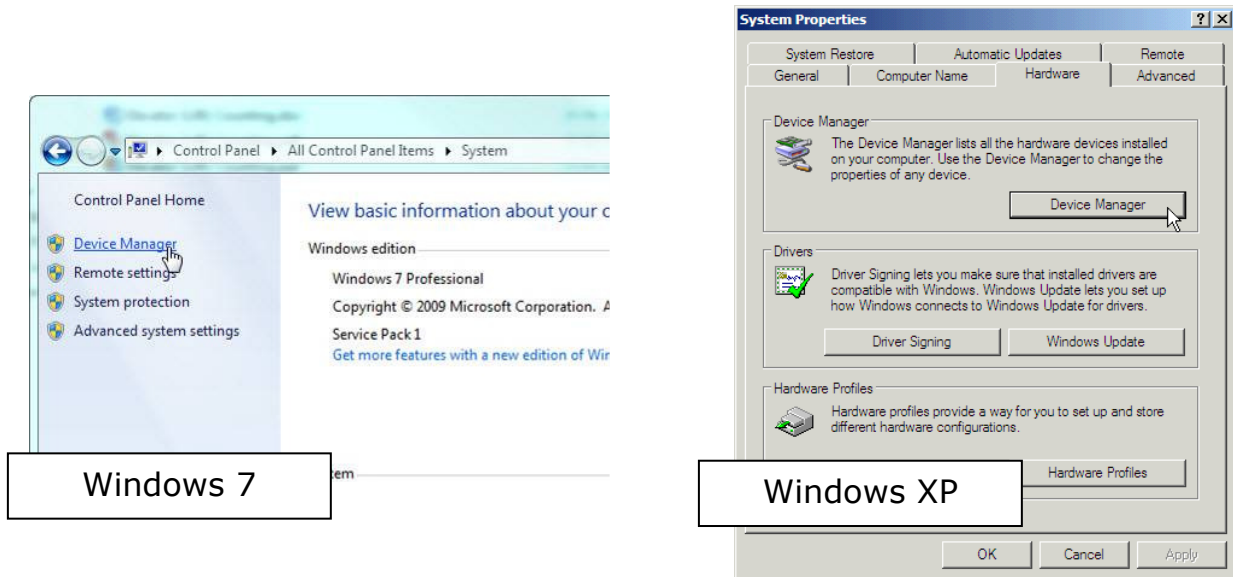 Control Panel ▸ All Control Panel Items ▸ System
Control Panel Home
Device Manager
Remote settings
System protection
Advanced system settings
View basic information about your c
Windows edition
Windows 7 Professional
Copyright © 2009 Microsoft Corporation. A
Service Pack 1
Get more features with a new edition of Wir
tem
Windows 7
System Properties
System Restore Automatic Updates Remote
General Computer Name Hardware Advanced
Device Manager
The Device Manager lists all the hardware devices installed
on your computer. Use the Device Manager to change the
properties of any device.
Device Manager
Drivers
Driver Signing lets you make sure that installed drivers are
compatible with Windows. Windows Update lets you set up
how Windows connects to Windows Update for drivers.
Driver Signing Windows Update
Hardware Profiles
Hardware profiles provide a way for you to set up and store
different hardware configurations.
Hardware Profiles
Windows XP
OK Cancel Apply